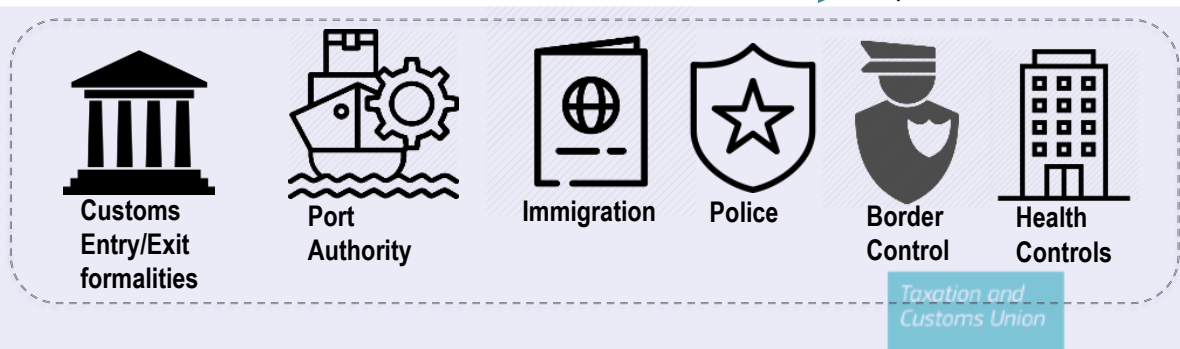 Customs
Entry/Exit
formalities
Port
Authority
Immigration
Police
Border
Control
Health
Controls
Taxation and
Customs Union